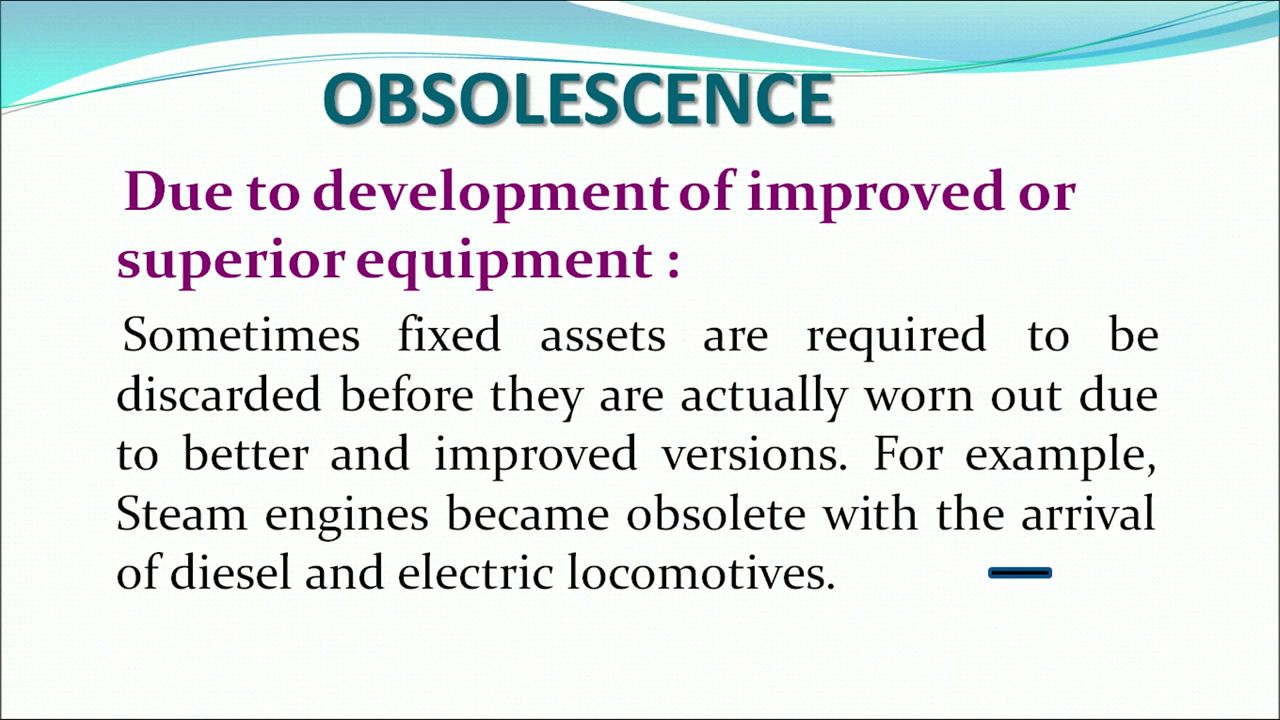 OBSOLESCENCE
Due to development of improved or
superior equipment :
Sometimes fixed assets are required to be
discarded before they are actually worn out due
to better and improved versions. For example,
Steam engines became obsolete with the arrival
of diesel and electric locomotives.